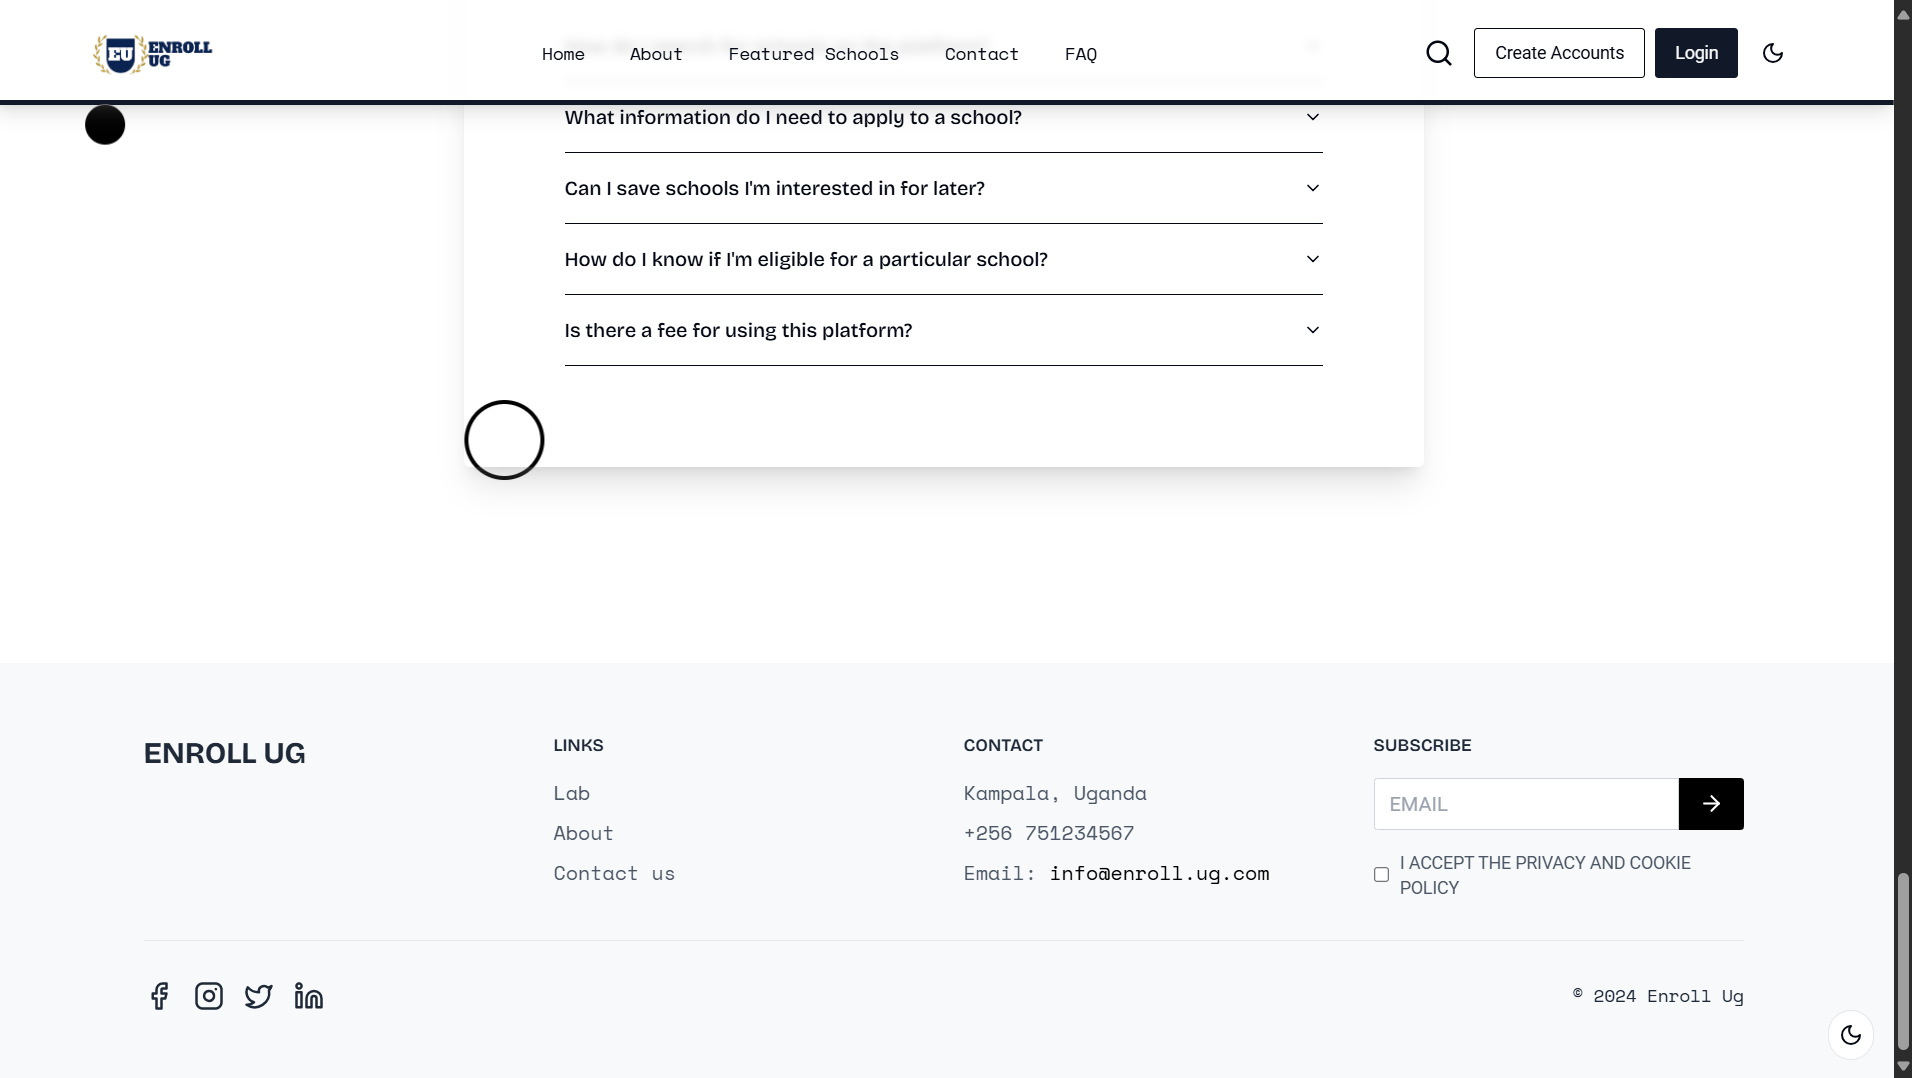 EU ENROLL
UG
Home About Featured Schools Contact FAQ
Create Accounts
Login
What information do I need to apply to a school?
Can I save schools I'm interested in for later?
How do I know if I'm eligible for a particular school?
Is there a fee for using this platform?
ENROLL UG
LINKS
Lab
About
Contact us
CONTACT
Kampala, Uganda
+256 751234567
Email: info@enroll.ug.com
SUBSCRIBE
EMAIL
I ACCEPT THE PRIVACY AND COOKIE
POLICY
© 2024 Enroll Ug